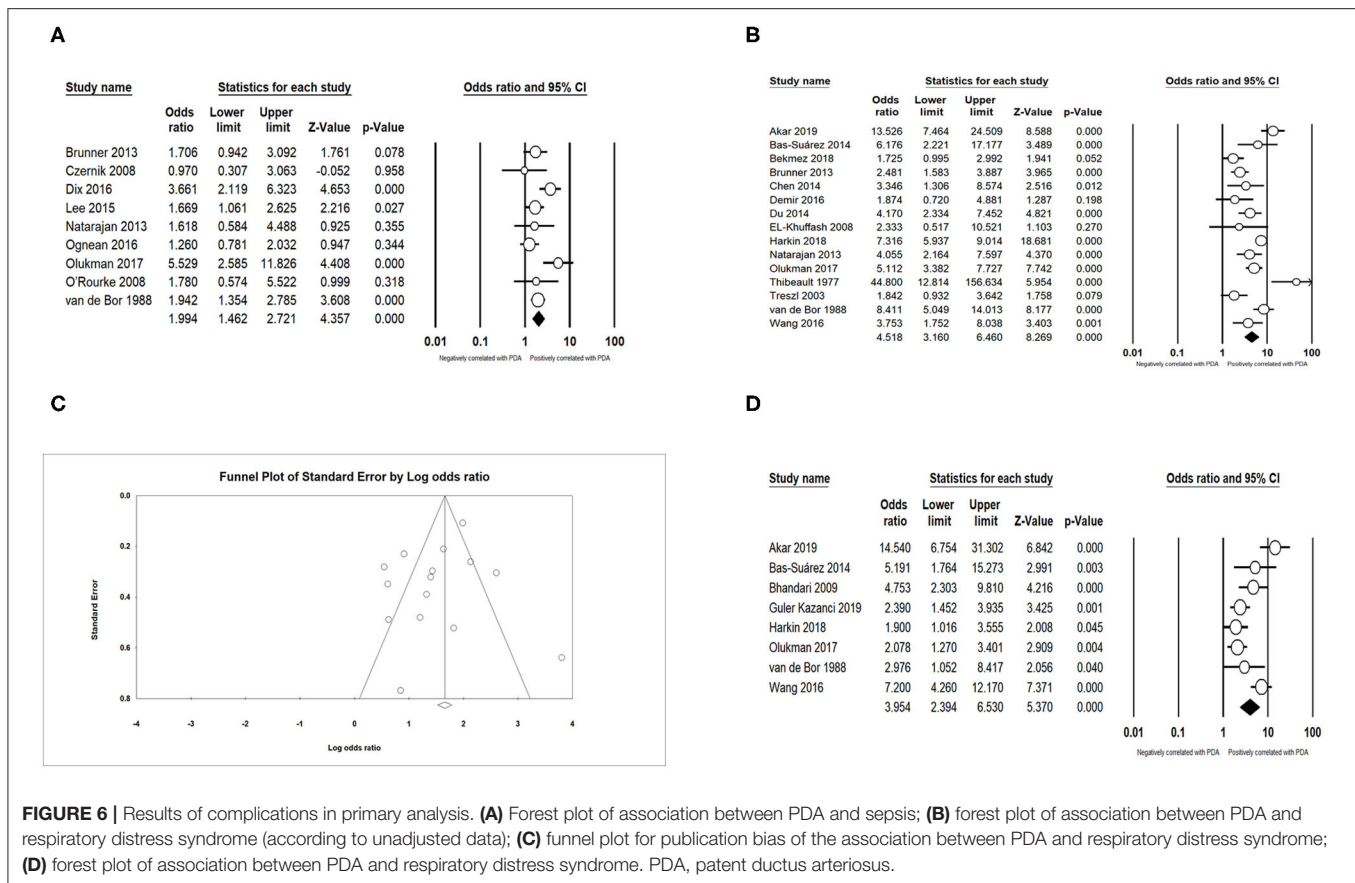 A
Study name Statistics for each study Odds ratio and 95% CI
Odds Lower Upper
ratio limit limit Z-Value p-Value
Brunner 2013 1.706 0.942 3.092 1.761 0.078
Czernik 2008 0.970 0.307 3.063 -0.052 0.958
Dix 2016 3.661 2.119 6.323 4.653 0.000
Lee 2015 1.669 1.061 2.625 2.216 0.027
Natarajan 2013 1.618 0.584 4.488 0.925 0.355
Ognean 2016 1.260 0.781 2.032 0.947 0.344
Olukman 2017 5.529 2.585 11.826 4.408 0.000
O'Rourke 2008 1.780 0.574 5.522 0.999 0.318
van de Bor 1988 1.942 1.354 2.785 3.608 0.000
1.994 1.462 2.721 4.357 0.000
0.01 0.1 1 10 100
Negatively correlated with PDA Positively correlated with PDA
B
Study name Statistics for each study Odds ratio and 95% CI
Odds Lower Upper
ratio limit limit Z-Value p-Value
Akar 2019 13.526 7.464 24.509 8.588 0.000
Bas-Suárez 2014 6.176 2.221 17.177 3.489 0.000
Bekmez 2018 1.725 0.995 2.992 1.941 0.052
Brunner 2013 2.481 1.583 3.887 3.965 0.000
Chen 2014 3.346 1.306 8.574 2.516 0.012
Demir 2016 1.874 0.720 4.881 1.287 0.198
Du 2014 4.170 2.334 7.452 4.821 0.000
EL-Khuffash 2008 2.333 0.517 10.521 1.103 0.270
Harkin 2018 7.316 5.937 9.014 18.681 0.000
Natarajan 2013 4.055 2.164 7.597 4.370 0.000
Olukman 2017 5.112 3.382 7.727 7.742 0.000
Thibeault 1977 44.800 12.814 156.634 5.954 0.000
Treszl 2003 1.842 0.932 3.642 1.758 0.079
van de Bor 1988 8.411 5.049 14.013 8.177 0.000
Wang 2016 3.753 1.752 8.038 3.403 0.001
4.518 3.160 6.460 8.269 0.000
0.01 0.1 1 10 100
Negatively correlated with PDA Positively correlated with PDA
C
Funnel Plot of Standard Error by Log odds ratio
0.0
0.2
0.4
0.6
0.8
Standard Error
-4 -3 -2 -1 0 1 2 3 4
Log odds ratio
D
Study name Statistics for each study Odds ratio and 95% CI
Odds Lower Upper
ratio limit limit Z-Value p-Value
Akar 2019 14.540 6.754 31.302 6.842 0.000
Bas-Suárez 2014 5.191 1.764 15.273 2.991 0.003
Bhandari 2009 4.753 2.303 9.810 4.216 0.000
Guler Kazanci 2019 2.390 1.452 3.935 3.425 0.001
Harkin 2018 1.900 1.016 3.555 2.008 0.045
Olukman 2017 2.078 1.270 3.401 2.909 0.004
van de Bor 1988 2.976 1.052 8.417 2.056 0.040
Wang 2016 7.200 4.260 12.170 7.371 0.000
3.954 2.394 6.530 5.370 0.000
0.01 0.1 1 10 100
Negatively correlated with PDA Positively correlated with PDA
FIGURE 6 | Results of complications in primary analysis. (A) Forest plot of association between PDA and sepsis; (B) forest plot of association between PDA and
respiratory distress syndrome (according to unadjusted data); (C) funnel plot for publication bias of the association between PDA and respiratory distress syndrome;
(D) forest plot of association between PDA and respiratory distress syndrome. PDA, patent ductus arteriosus.